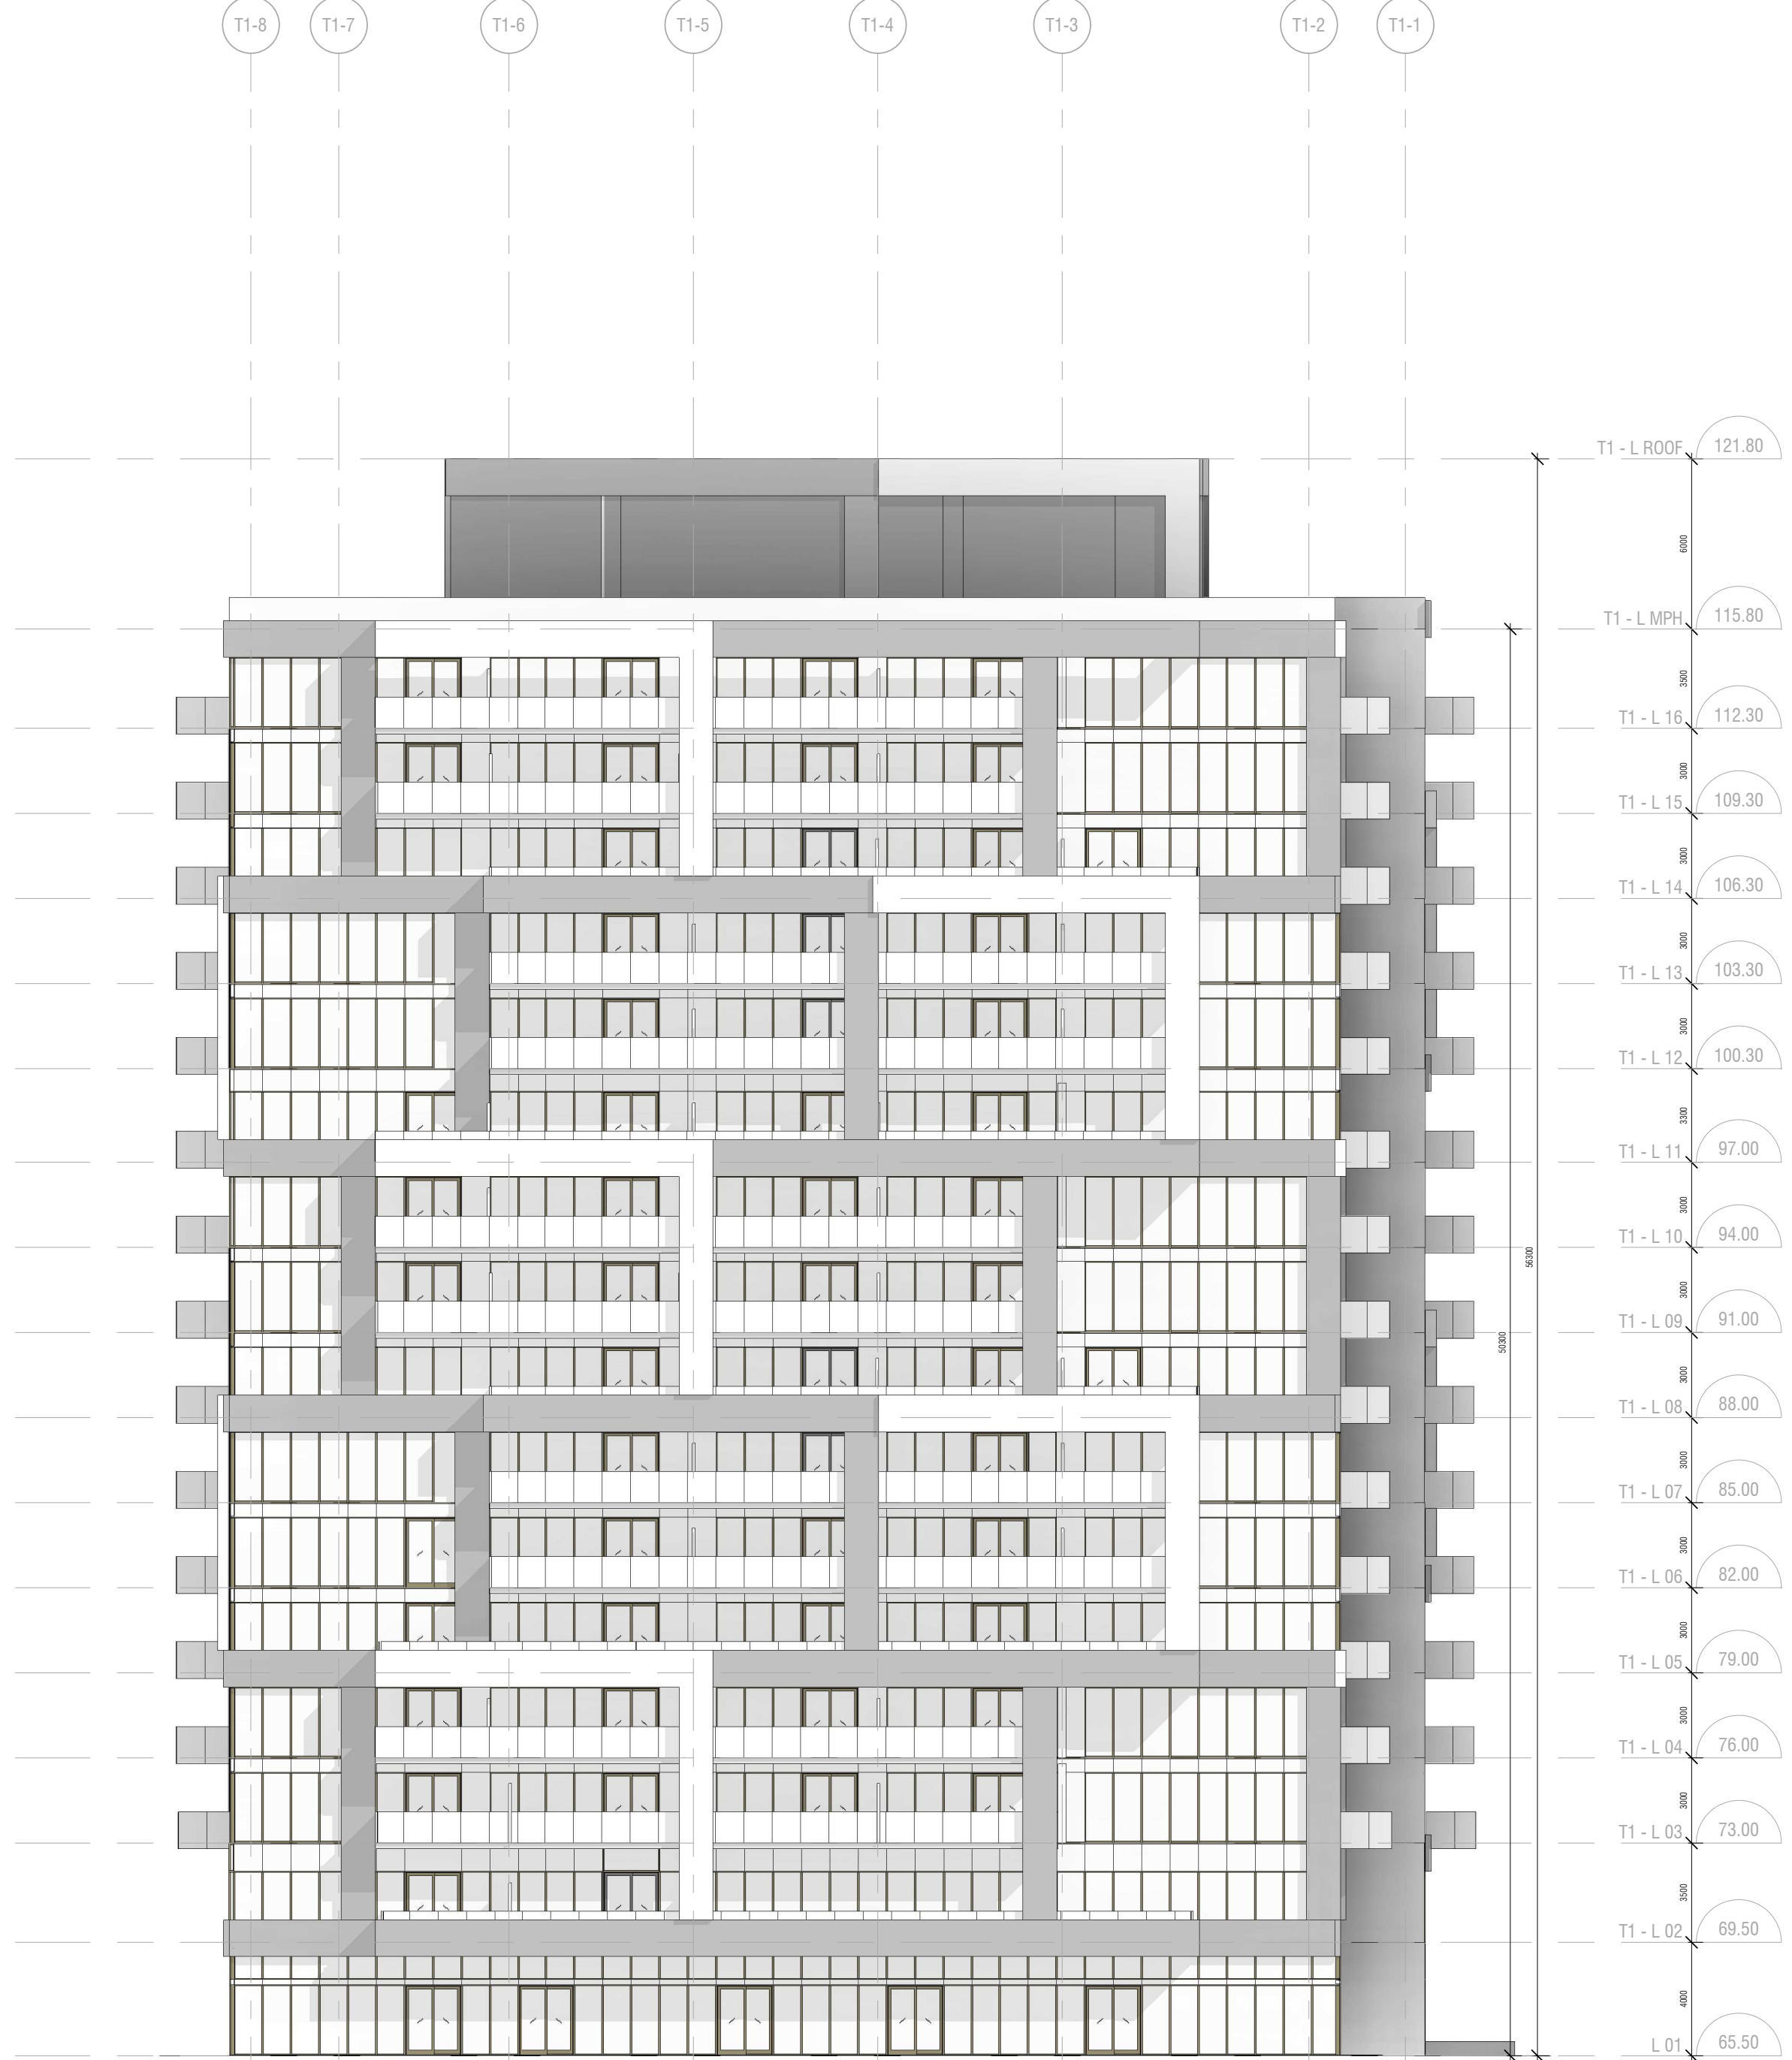 T1-8 T1-7 T1-6 T1-5 T1-4 T1-3 T1-2 T1-1
T1 - L ROOF 121.80
6000
T1 - L MPH 115.80
3500
T1 - L 16 112.30
3000
T1 - L 15 109.30
3000
T1 - L 14 106.30
3000
T1 - L 13 103.30
3000
T1 - L 12 100.30
3300
T1 - L 11 97.00
3000
T1 - L 10 94.00
56300
3000
T1 - L 09 91.00
50300
3000
T1 - L 08 88.00
3000
T1 - L 07 85.00
3000
T1 - L 06 82.00
3000
T1 - L 05 79.00
3000
T1 - L 04 76.00
3000
T1 - L 03 73.00
3500
T1 - L 02 69.50
4000
L 01 65.50